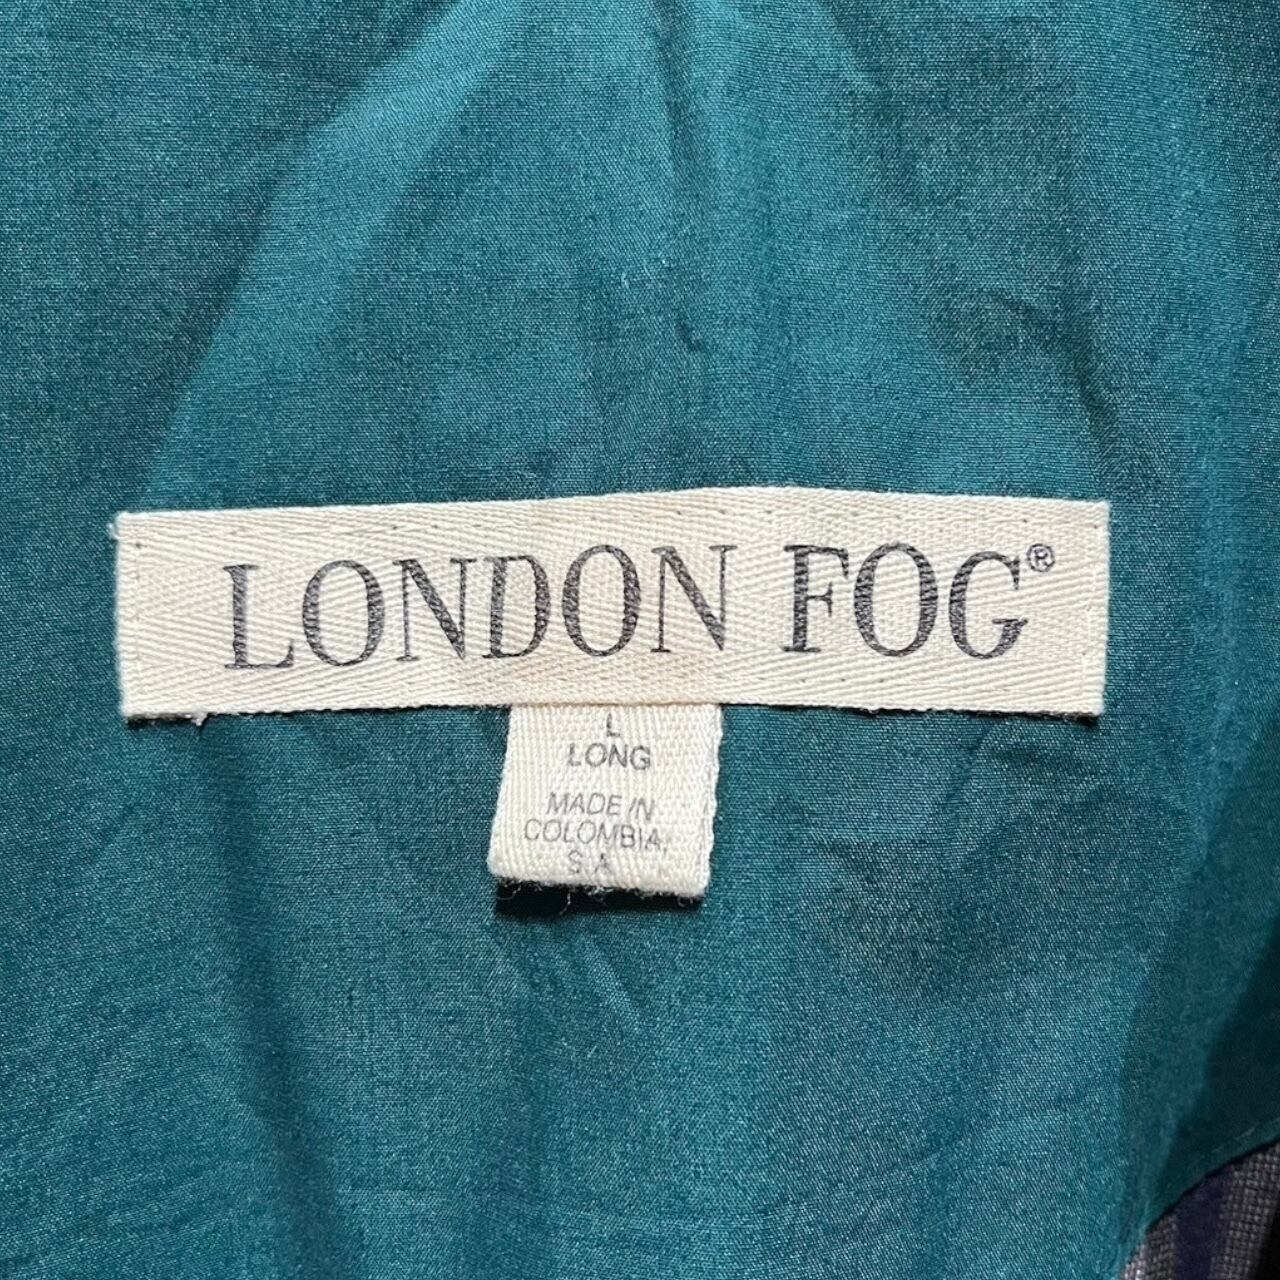 LONDON FOG®
L
LONG
MADE IN
COLOMBIA,
S.A.